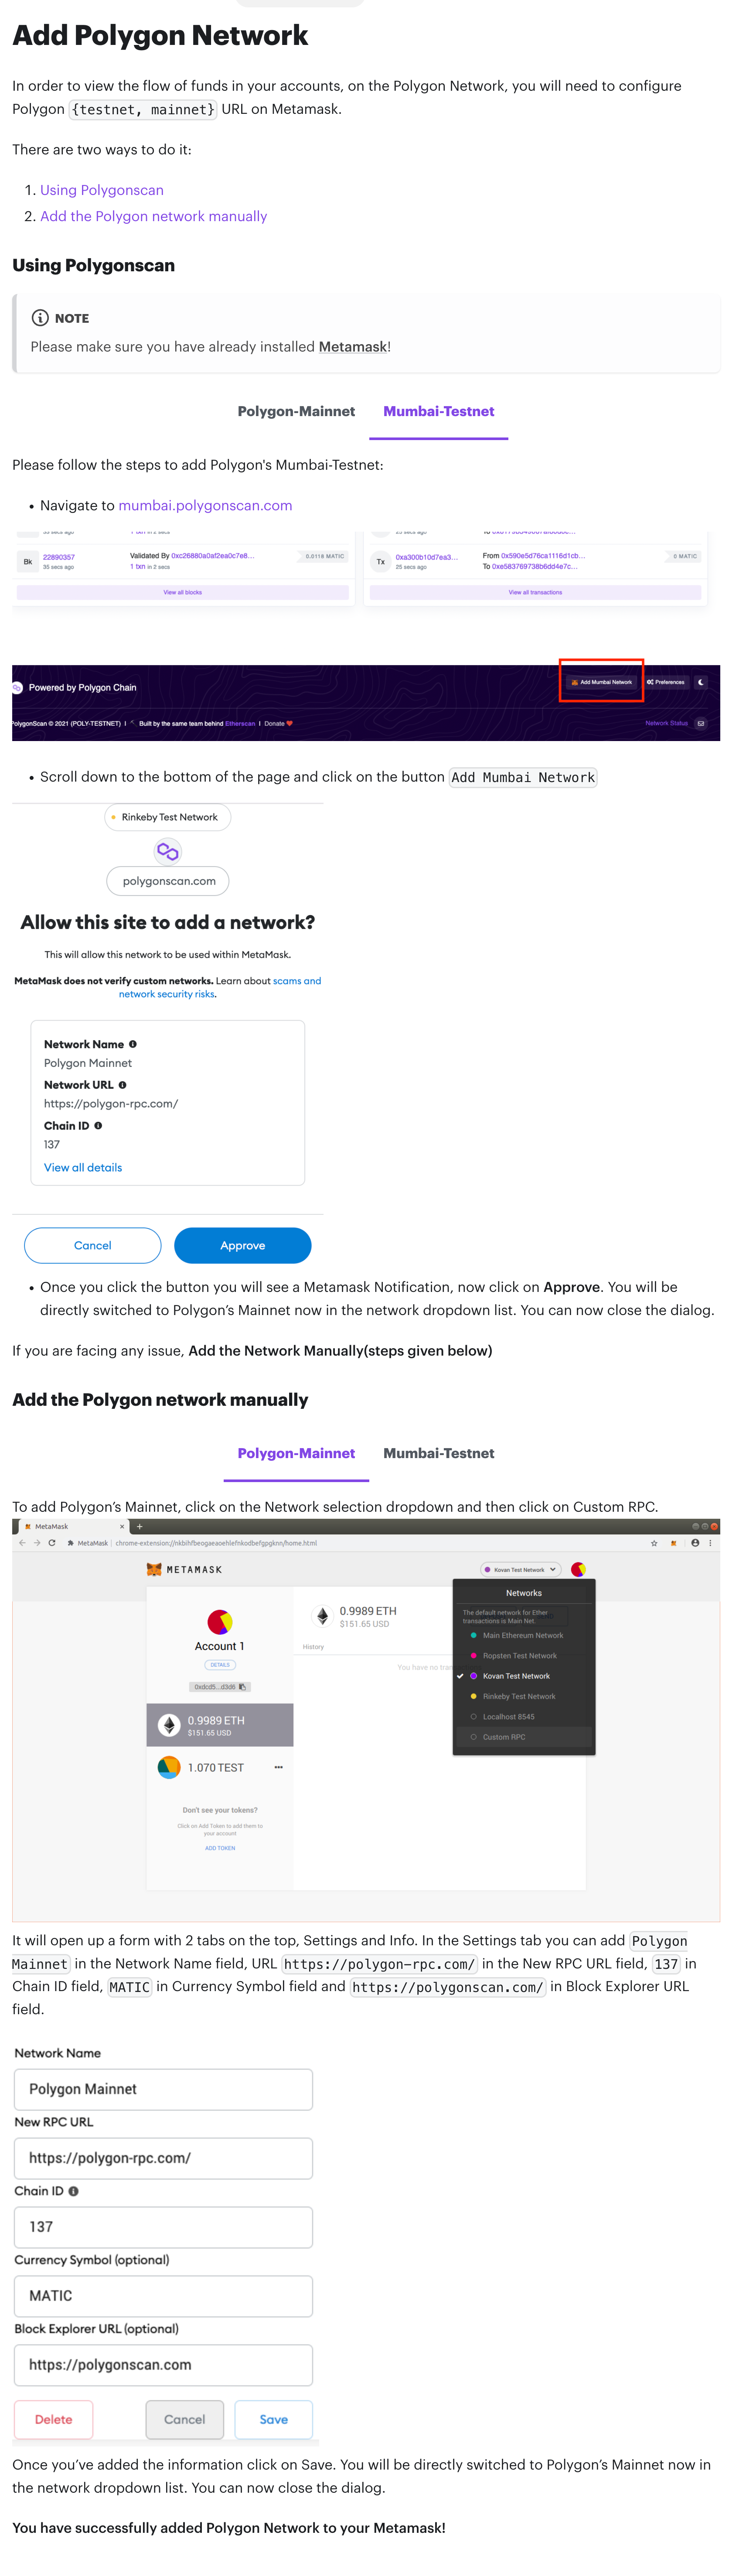 Add Polygon Network
In order to view the flow of funds in your accounts, on the Polygon Network, you will need to configure
Polygon {testnet, mainnet} URL on Metamask.
There are two ways to do it:
1. Using Polygonscan
2. Add the Polygon network manually
Using Polygonscan
NOTE
Please make sure you have already installed Metamask!
Polygon-Mainnet Mumbai-Testnet
Please follow the steps to add Polygon's Mumbai-Testnet:
• Navigate to mumbai.polygonscan.com
Bk 22890357 Validated By 0xc26880a0af2ea0c7e8... 0.0118 MATIC
35 secs ago 1 txn in 2 secs
View all blocks
Tx 0xa300b10d7ea3... From 0x590e5d76ca1116d1cb... 0 MATIC
25 secs ago To 0xe583769738b6dd4e7c...
View all transactions
Powered by Polygon Chain Add Mumbai Network Preferences
PolygonScan © 2021 (POLY-TESTNET) | Built by the same team behind Etherscan | Donate Network Status
• Scroll down to the bottom of the page and click on the button Add Mumbai Network
Rinkeby Test Network
polygonscan.com
Allow this site to add a network?
This will allow this network to be used within MetaMask.
MetaMask does not verify custom networks. Learn about scams and
network security risks.
Network Name
Polygon Mainnet
Network URL
https://polygon-rpc.com/
Chain ID
137
View all details
Cancel Approve
• Once you click the button you will see a Metamask Notification, now click on Approve. You will be
directly switched to Polygon’s Mainnet now in the network dropdown list. You can now close the dialog.
If you are facing any issue, Add the Network Manually(steps given below)
Add the Polygon network manually
Polygon-Mainnet Mumbai-Testnet
To add Polygon’s Mainnet, click on the Network selection dropdown and then click on Custom RPC.
MetaMask
MetaMask chrome-extension://nkbihfbeogaeaoehlefnkodbefgpgknn/home.html
METAMASK Kovan Test Network
Account 1
DETAILS
0xdcd5...d3d6
0.9989 ETH
$151.65 USD
1.070 TEST
Don't see your tokens?
Click on Add Token to add them to
your account
ADD TOKEN
0.9989 ETH
$151.65 USD
History
You have no tran
Networks
The default network for Ether
transactions is Main Net.
Main Ethereum Network
Ropsten Test Network
Kovan Test Network
Rinkeby Test Network
Localhost 8545
Custom RPC
It will open up a form with 2 tabs on the top, Settings and Info. In the Settings tab you can add Polygon
Mainnet in the Network Name field, URL https://polygon-rpc.com/ in the New RPC URL field, 137 in
Chain ID field, MATIC in Currency Symbol field and https://polygonscan.com/ in Block Explorer URL
field.
Network Name
Polygon Mainnet
New RPC URL
https://polygon-rpc.com/
Chain ID
137
Currency Symbol (optional)
MATIC
Block Explorer URL (optional)
https://polygonscan.com
Delete Cancel Save
Once you’ve added the information click on Save. You will be directly switched to Polygon’s Mainnet now in
the network dropdown list. You can now close the dialog.
You have successfully added Polygon Network to your Metamask!